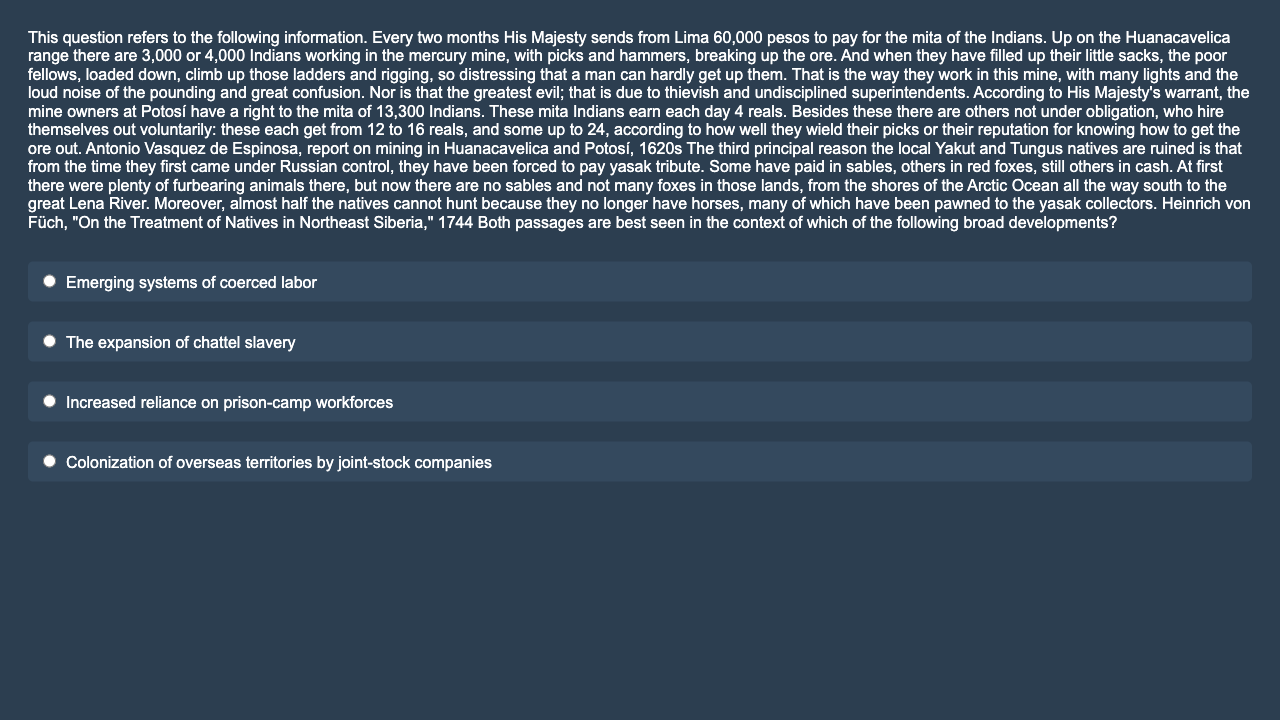 This question refers to the following information. Every two months His Majesty sends from Lima 60,000 pesos to pay for the mita of the Indians. Up on the Huanacavelica
range there are 3,000 or 4,000 Indians working in the mercury mine, with picks and hammers, breaking up the ore. And when they have filled up their little sacks, the poor
fellows, loaded down, climb up those ladders and rigging, so distressing that a man can hardly get up them. That is the way they work in this mine, with many lights and the
loud noise of the pounding and great confusion. Nor is that the greatest evil; that is due to thievish and undisciplined superintendents. According to His Majesty's warrant, the
mine owners at Potosí have a right to the mita of 13,300 Indians. These mita Indians earn each day 4 reals. Besides these there are others not under obligation, who hire
themselves out voluntarily: these each get from 12 to 16 reals, and some up to 24, according to how well they wield their picks or their reputation for knowing how to get the
ore out. Antonio Vasquez de Espinosa, report on mining in Huanacavelica and Potosí, 1620s The third principal reason the local Yakut and Tungus natives are ruined is that
from the time they first came under Russian control, they have been forced to pay yasak tribute. Some have paid in sables, others in red foxes, still others in cash. At first
there were plenty of furbearing animals there, but now there are no sables and not many foxes in those lands, from the shores of the Arctic Ocean all the way south to the
great Lena River. Moreover, almost half the natives cannot hunt because they no longer have horses, many of which have been pawned to the yasak collectors. Heinrich von
Füch, "On the Treatment of Natives in Northeast Siberia," 1744 Both passages are best seen in the context of which of the following broad developments?
Emerging systems of coerced labor
The expansion of chattel slavery
Increased reliance on prison-camp workforces
Colonization of overseas territories by joint-stock companies